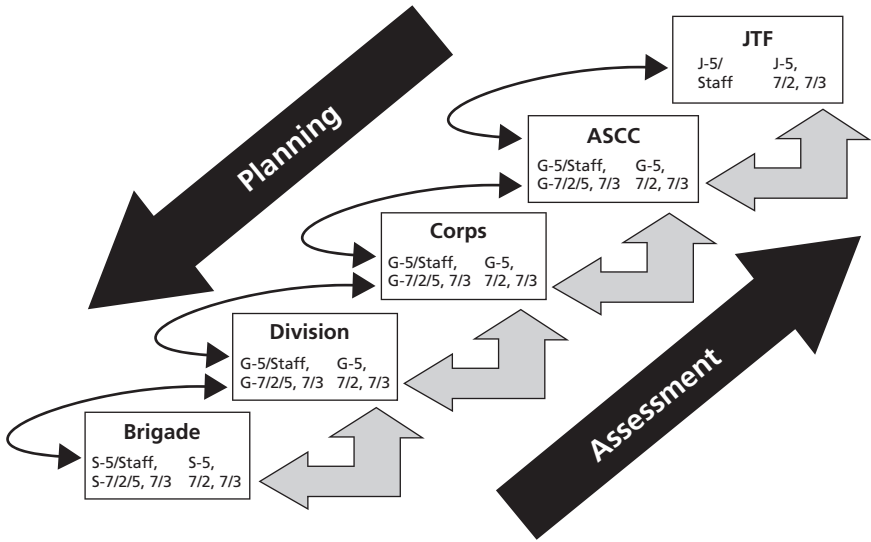 JTF
J-5/ J-5,
Staff 7/2, 7/3
Planning
ASCC
G-5/Staff, G-5,
G-7/2/5, 7/3 7/2, 7/3
Corps
G-5/Staff, G-5,
G-7/2/5, 7/3 7/2, 7/3
Division
G-5/Staff, G-5,
G-7/2/5, 7/3 7/2, 7/3
Assessment
Brigade
S-5/Staff, S-5,
S-7/2/5, 7/3 7/2, 7/3